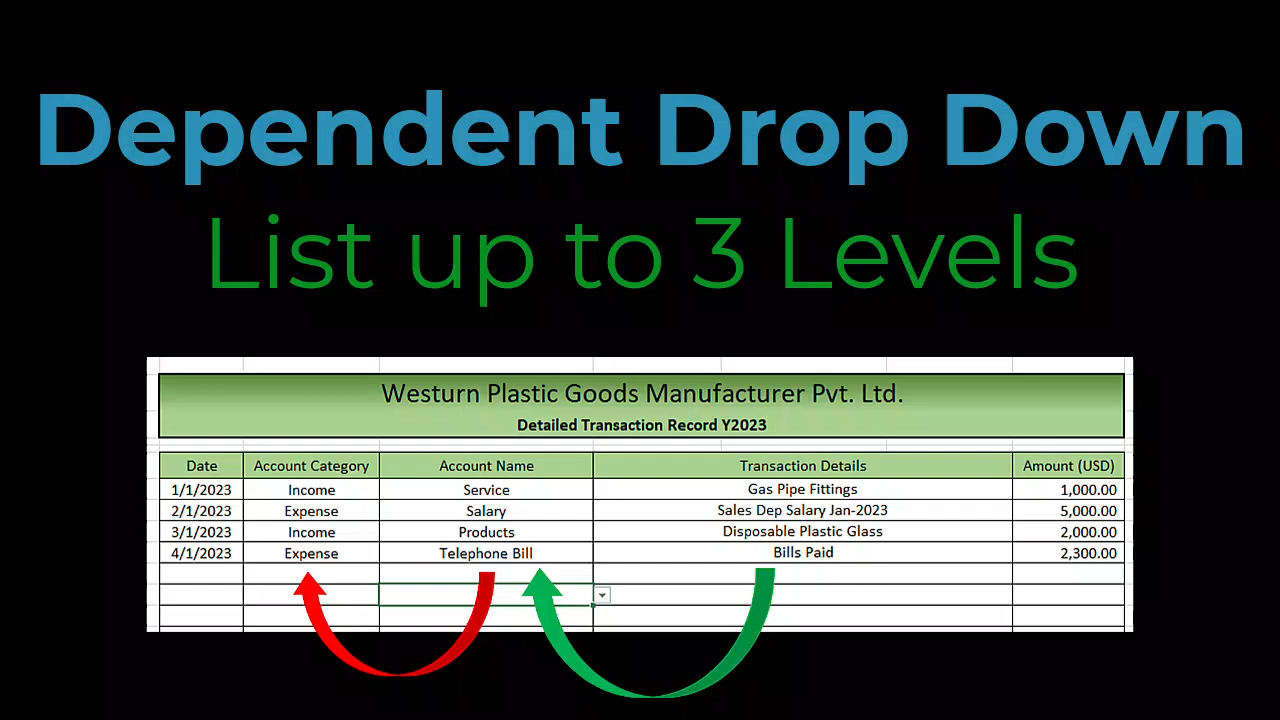 Dependent Drop Down
List up to 3 Levels
Westurn Plastic Goods Manufacturer Pvt. Ltd.
Detailed Transaction Record Y2023
Date Account Category Account Name Transaction Details Amount (USD)
1/1/2023 Income Service Gas Pipe Fittings 1,000.00
2/1/2023 Expense Salary Sales Dep Salary Jan-2023 5,000.00
3/1/2023 Income Products Disposable Plastic Glass 2,000.00
4/1/2023 Expense Telephone Bill Bills Paid 2,300.00